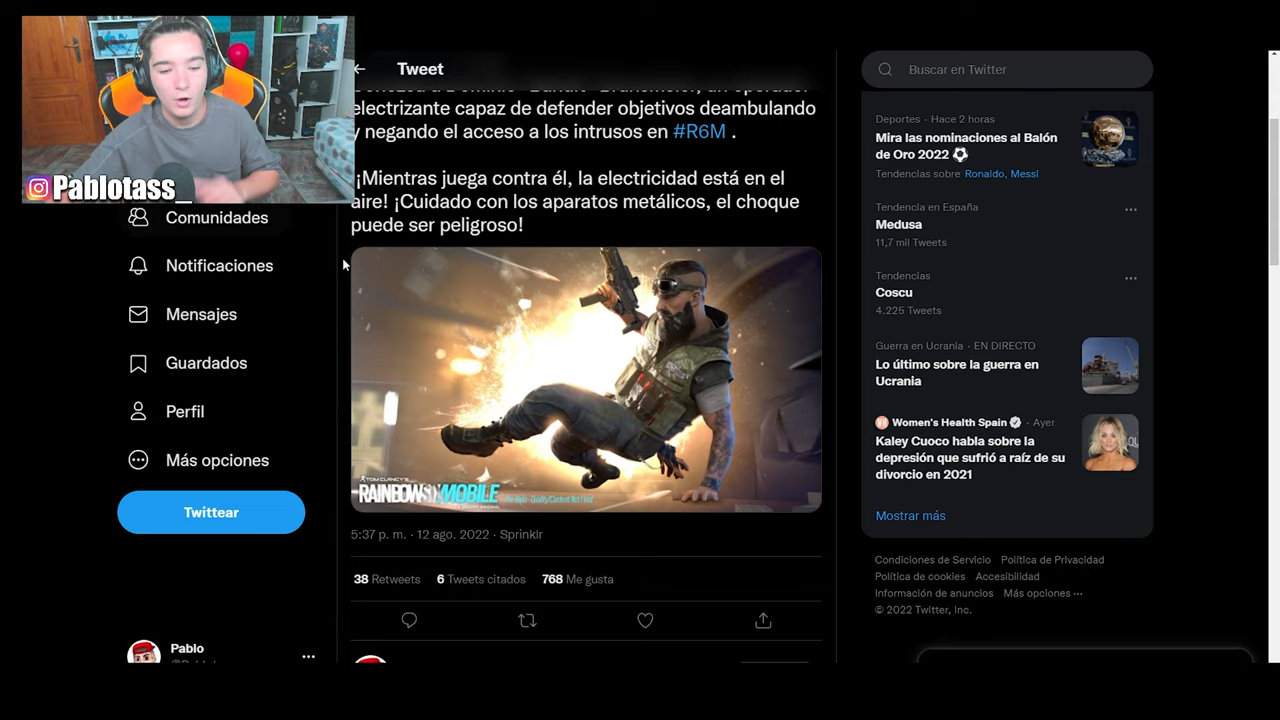 Tweet
electrizante capaz de defender objetivos deambulando
y negando el acceso a los intrusos en #R6M .
¡Mientras juega contra él, la electricidad está en el
aire! ¡Cuidado con los aparatos metálicos, el choque
puede ser peligroso!
TOM CLANCY'S
RAINBOW SIX MOBILE
5:37 p. m. · 12 ago. 2022 · Sprinklr
38 Retweets 6 Tweets citados 768 Me gusta
Pablotass_
Comunidades
Notificaciones
Mensajes
Guardados
Perfil
Más opciones
Twittear
Pablo
Buscar en Twitter
Deportes · Hace 2 horas
Mira las nominaciones al Balón
de Oro 2022
Tendencias sobre Ronaldo, Messi
Tendencia en España
Medusa
11,7 mil Tweets
Tendencias
Coscu
4.225 Tweets
Guerra en Ucrania · EN DIRECTO
Lo último sobre la guerra en
Ucrania
Women's Health Spain · Ayer
Kaley Cuoco habla sobre la
depresión que sufrió a raíz de su
divorcio en 2021
Mostrar más
Condiciones de Servicio Política de Privacidad
Política de cookies Accesibilidad
Información de anuncios Más opciones ···
© 2022 Twitter, Inc.